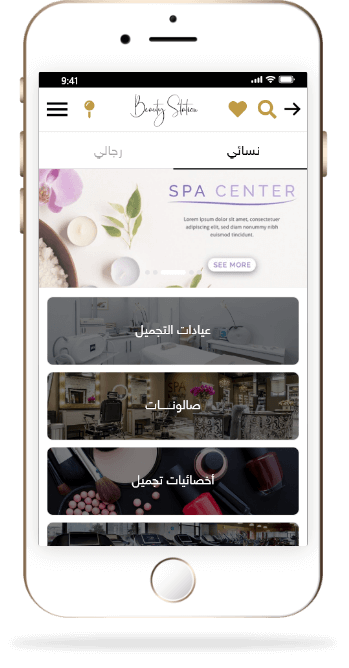 9:41
Beauty Station
نسائي
رجالي
SPA CENTER
Lorem ipsum dolor sit amet, consectetuer
adipiscing elit, sed diam nonummy nibh
euismod tincidunt.
SEE MORE
عيادات التجميل
صالونـــات
أخصائيات تجميل